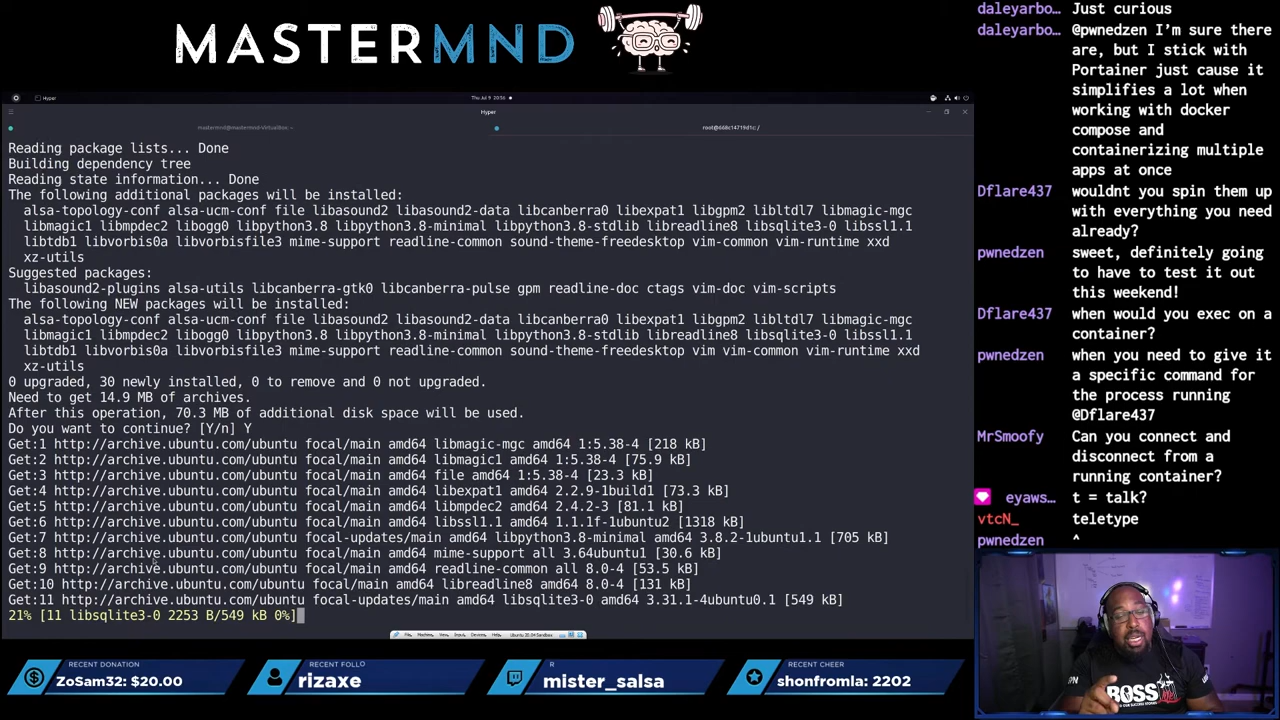 MASTERMND
Thu Jul 9 20:56
Hyper
Hyper
Reading package lists... Done
Building dependency tree
Reading state information... Done
The following additional packages will be installed:
alsa-topology-conf alsa-ucm-conf file libasound2 libasound2-data libcanberra0 libexpat1 libgpm2 libltdl7 libmagic-mgc
libmagic1 libmpdec2 libogg0 libpython3.8 libpython3.8-minimal libpython3.8-stdlib libreadline8 libsqlite3-0 libssl1.1
libtdb1 libvorbis0a libvorbisfile3 mime-support readline-common sound-theme-freedesktop vim-common vim-runtime xxd
xz-utils
Suggested packages:
libasound2-plugins alsa-utils libcanberra-gtk0 libcanberra-pulse gpm readline-doc ctags vim-doc vim-scripts
The following NEW packages will be installed:
alsa-topology-conf alsa-ucm-conf file libasound2 libasound2-data libcanberra0 libexpat1 libgpm2 libltdl7 libmagic-mgc
libmagic1 libmpdec2 libogg0 libpython3.8 libpython3.8-minimal libpython3.8-stdlib libreadline8 libsqlite3-0 libssl1.1
libtdb1 libvorbis0a libvorbisfile3 mime-support readline-common sound-theme-freedesktop vim vim-common vim-runtime xxd
xz-utils
0 upgraded, 30 newly installed, 0 to remove and 0 not upgraded.
Need to get 14.9 MB of archives.
After this operation, 70.3 MB of additional disk space will be used.
Do you want to continue? [Y/n] Y
Get:1 http://archive.ubuntu.com/ubuntu focal/main amd64 libmagic-mgc amd64 1:5.38-4 [218 kB]
Get:2 http://archive.ubuntu.com/ubuntu focal/main amd64 libmagic1 amd64 1:5.38-4 [75.9 kB]
Get:3 http://archive.ubuntu.com/ubuntu focal/main amd64 file amd64 1:5.38-4 [23.3 kB]
Get:4 http://archive.ubuntu.com/ubuntu focal/main amd64 libexpat1 amd64 2.2.9-1build1 [73.3 kB]
Get:5 http://archive.ubuntu.com/ubuntu focal/main amd64 libmpdec2 amd64 2.4.2-3 [81.1 kB]
Get:6 http://archive.ubuntu.com/ubuntu focal/main amd64 libssl1.1 amd64 1.1.1f-1ubuntu2 [1318 kB]
Get:7 http://archive.ubuntu.com/ubuntu focal-updates/main amd64 libpython3.8-minimal amd64 3.8.2-1ubuntu1.1 [705 kB]
Get:8 http://archive.ubuntu.com/ubuntu focal/main amd64 mime-support all 3.64ubuntu1 [30.6 kB]
Get:9 http://archive.ubuntu.com/ubuntu focal/main amd64 readline-common all 8.0-4 [53.5 kB]
Get:10 http://archive.ubuntu.com/ubuntu focal/main amd64 libreadline8 amd64 8.0-4 [131 kB]
Get:11 http://archive.ubuntu.com/ubuntu focal-updates/main amd64 libsqlite3-0 amd64 3.31.1-4ubuntu0.1 [549 kB]
21% [11 libsqlite3-0 2253 B/549 kB 0%]
File Machine View Input Devices Help Ubuntu 20.04 Sandbox
daleyarbo... Just curious
daleyarbo... @pwnedzen I'm sure there
are, but I stick with
Portainer just cause it
simplifies a lot when
working with docker
compose and
containerizing multiple
apps at once
Dflare437 wouldnt you spin them up
with everything you need
already?
pwnedzen sweet, definitely going
to have to test it out
this weekend!
Dflare437 when would you exec on a
container?
pwnedzen when you need to give it
a specific command for
the process running
@Dflare437
MrSmoofy Can you connect and
disconnect from a
running container?
eyaws... t = talk?
vtcN_ teletype
pwnedzen ^
RECENT DONATION
ZoSam32: $20.00
RECENT FOLLO
rizaxe
R
mister_salsa
RECENT CHEER
shonfromla: 2202
BOSS